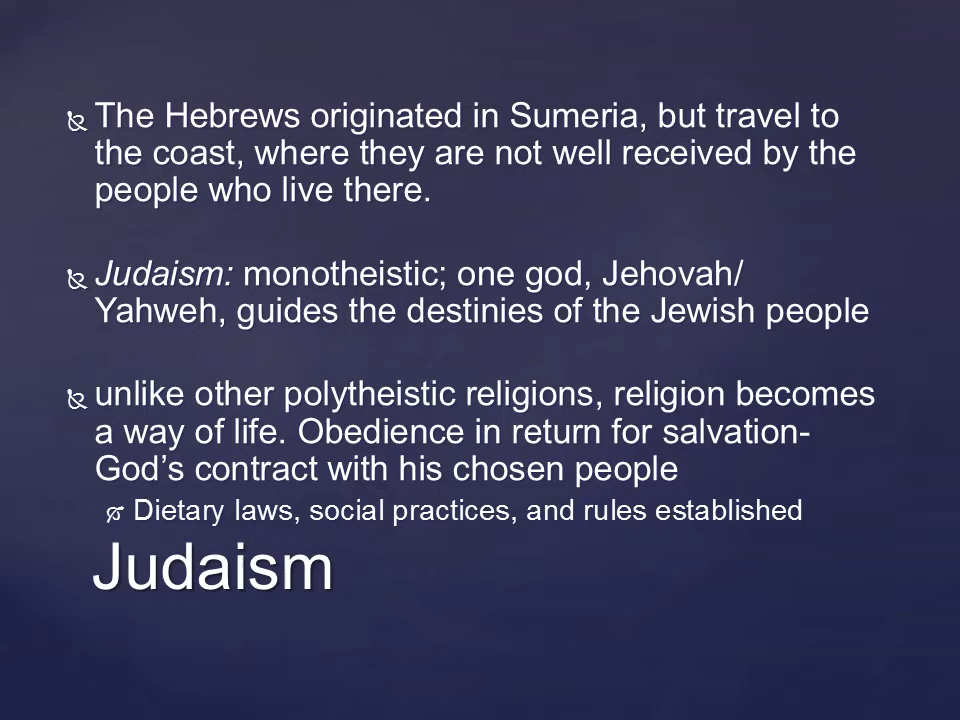 The Hebrews originated in Sumeria, but travel to
the coast, where they are not well received by the
people who live there.
Judaism: monotheistic; one god, Jehovah/
Yahweh, guides the destinies of the Jewish people
unlike other polytheistic religions, religion becomes
a way of life. Obedience in return for salvation-
God's contract with his chosen people
Dietary laws, social practices, and rules established
Judaism